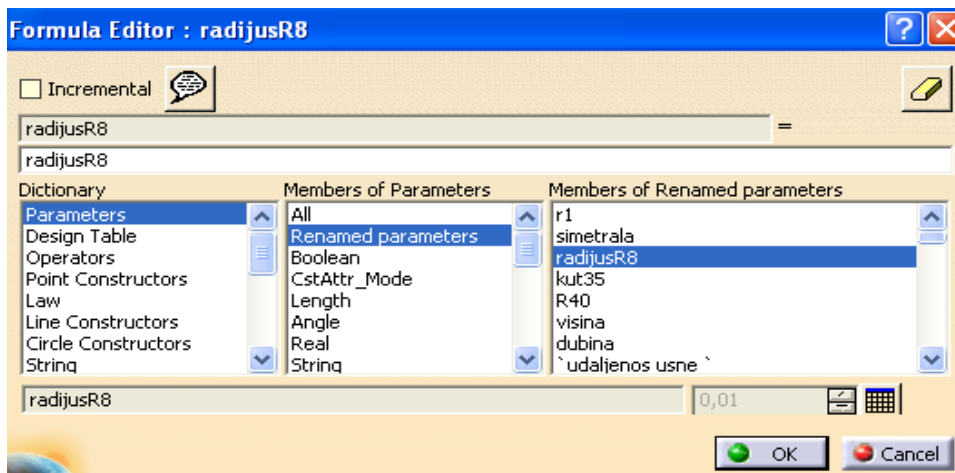 Formula Editor : radijusR8
?
Incremental
radijusR8 =
radijusR8
Dictionary Members of Parameters Members of Renamed parameters
Parameters All r1
Design Table Renamed parameters simetrala
Operators Boolean radijusR8
Point Constructors CstAttr_Mode kut35
Law Length R40
Line Constructors Angle visina
Circle Constructors Real dubina
String String `udaljenos usne `
radijusR8 0,01
OK Cancel